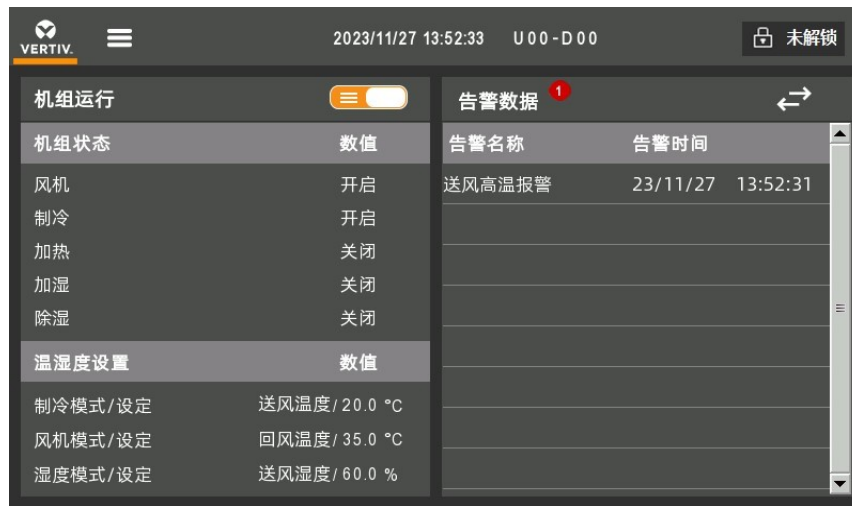 VERTIV.
2023/11/27 13:52:33 U00-D00
未解锁
机组运行
机组状态 数值
风机 开启
制冷 开启
加热 关闭
加湿 关闭
除湿 关闭
温湿度设置 数值
制冷模式/设定 送风温度/20.0 °C
风机模式/设定 回风温度/35.0 °C
湿度模式/设定 送风湿度/60.0 %
告警数据 1
告警名称 告警时间
送风高温报警 23/11/27 13:52:31